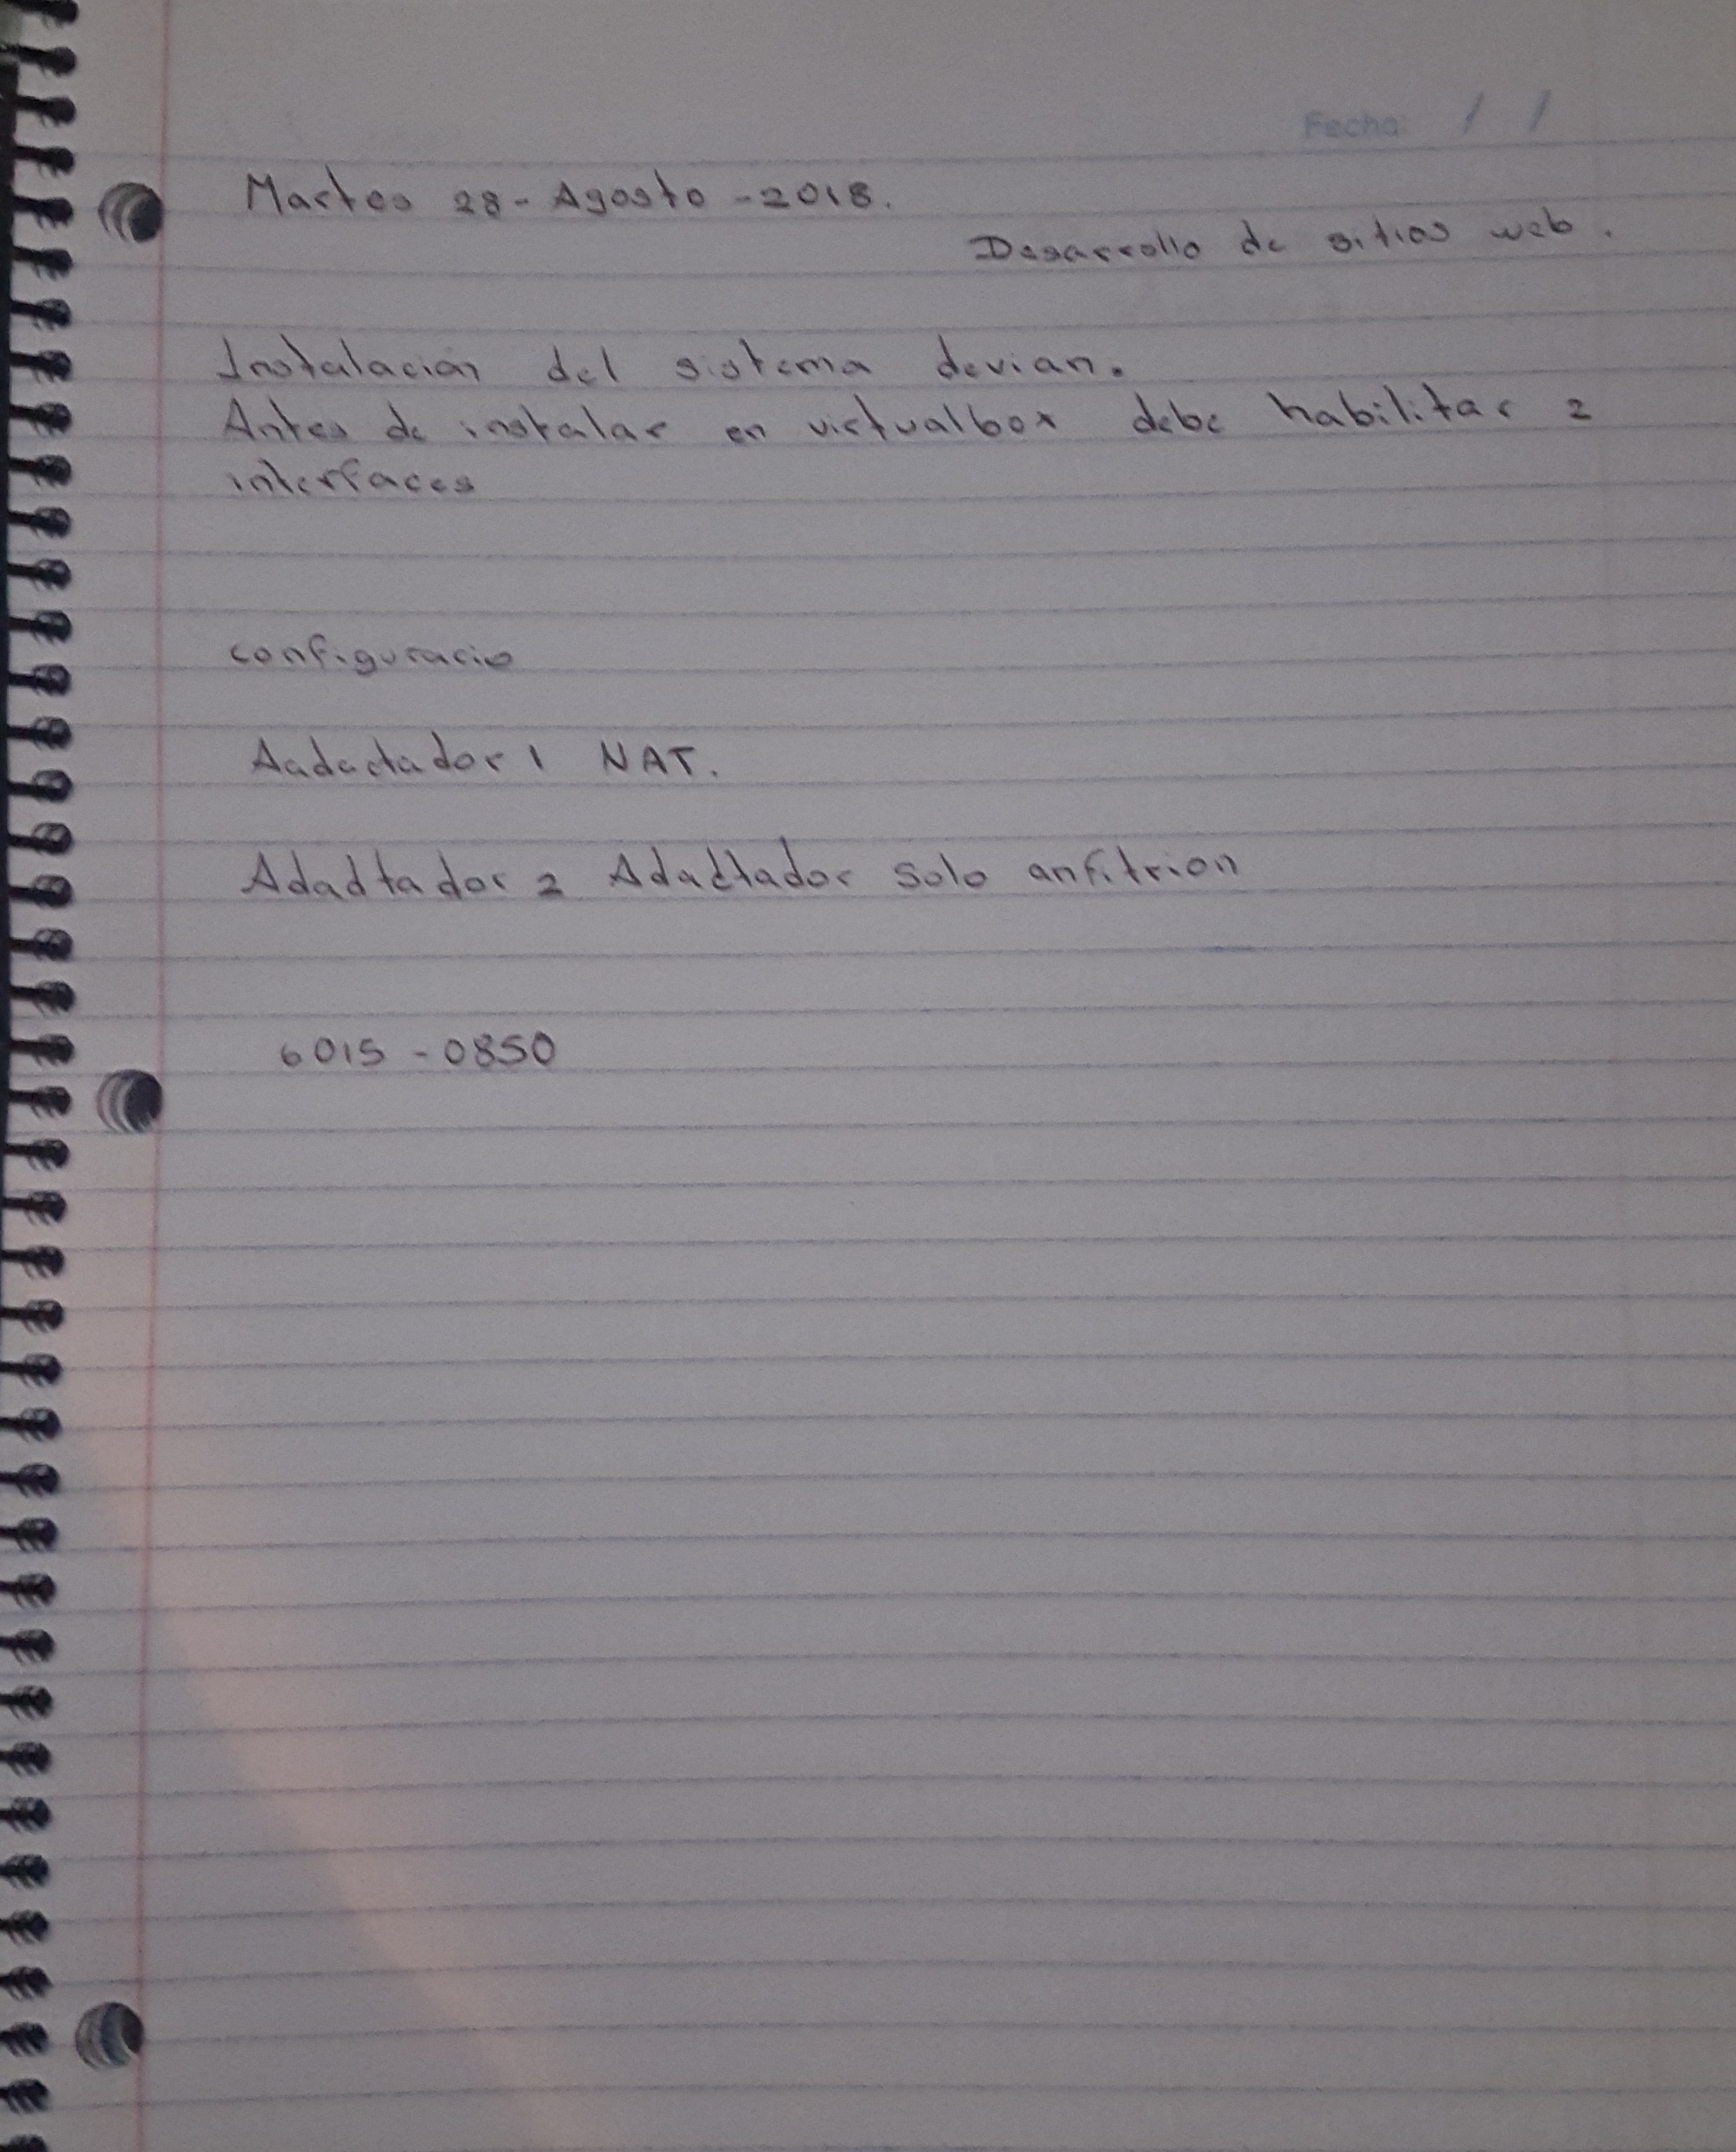 Fecha: / /
Martes 28-Agosto-2018.
Desarrollo de sitios web.
Instalación del sistema devian.
Antes de instalar en virtualbox debe habilitar 2
interfaces
configuracio
Aadactador 1 NAT.
Adadtador 2 Adadtador solo anfitrion
6015-0850